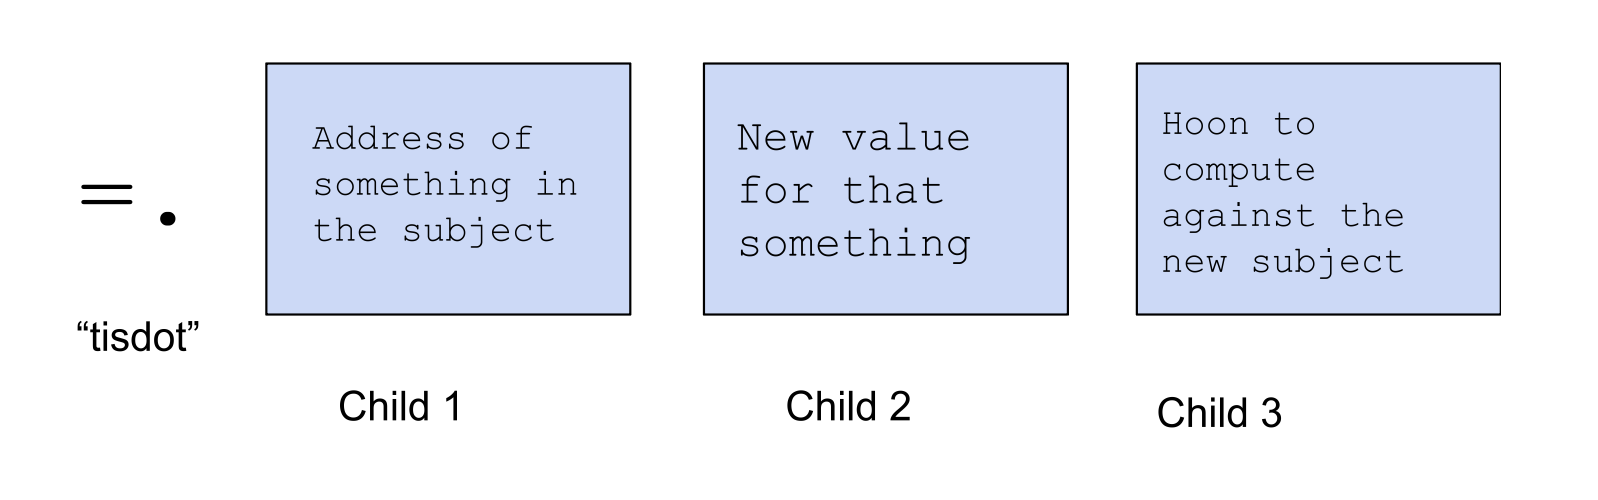 =.
“tisdot”
Address of
something in
the subject
Child 1
New value
for that
something
Child 2
Hoon to
compute
against the
new subject
Child 3